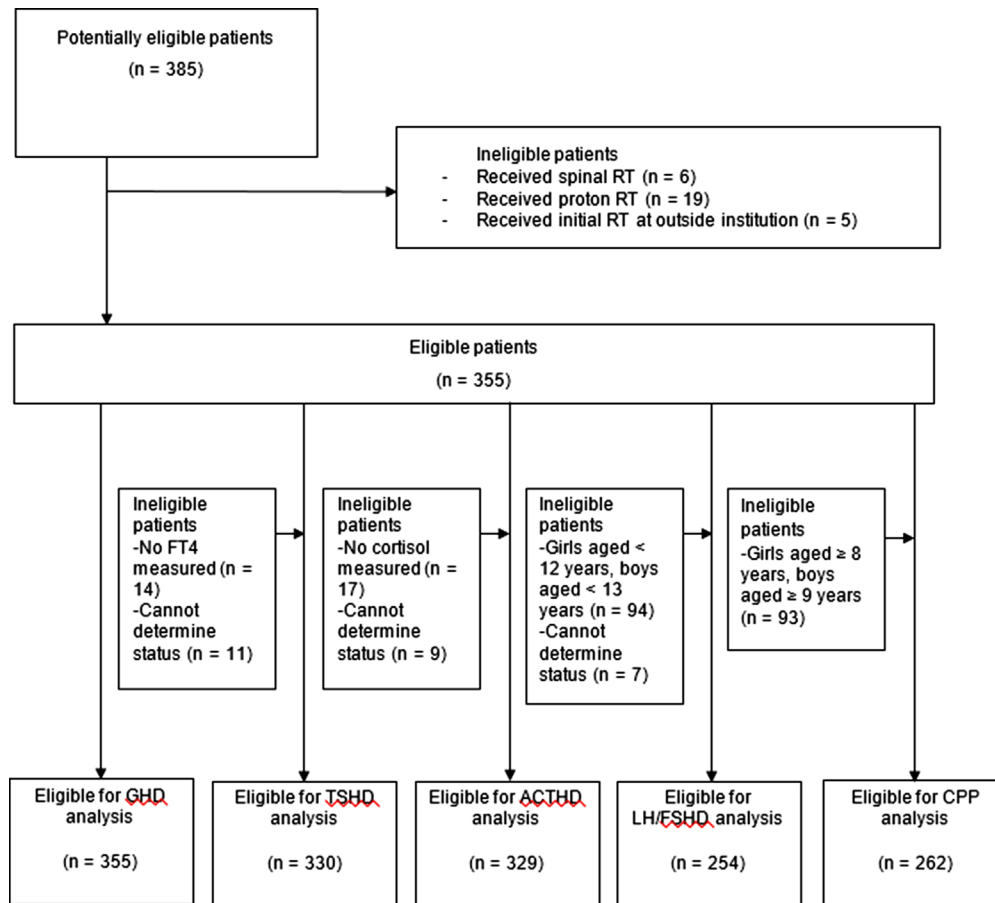 Potentially eligible patients
(n = 385)
Ineligible patients
- Received spinal RT (n = 6)
- Received proton RT (n = 19)
- Received initial RT at outside institution (n = 5)
Eligible patients
(n = 355)
Ineligible
patients
-No FT4
measured (n =
14)
-Cannot
determine
status (n = 11)
Ineligible
patients
-No cortisol
measured (n =
17)
-Cannot
determine
status (n = 9)
Ineligible
patients
-Girls aged <
12 years, boys
aged < 13
years (n = 94)
-Cannot
determine
status (n = 7)
Ineligible
patients
-Girls aged ≥ 8
years, boys
aged ≥ 9 years
(n = 93)
Eligible for GHD
analysis
(n = 355)
Eligible for TSHD
analysis
(n = 330)
Eligible for ACTHD
analysis
(n = 329)
Eligible for
LH/FSHD analysis
(n = 254)
Eligible for CPP
analysis
(n = 262)